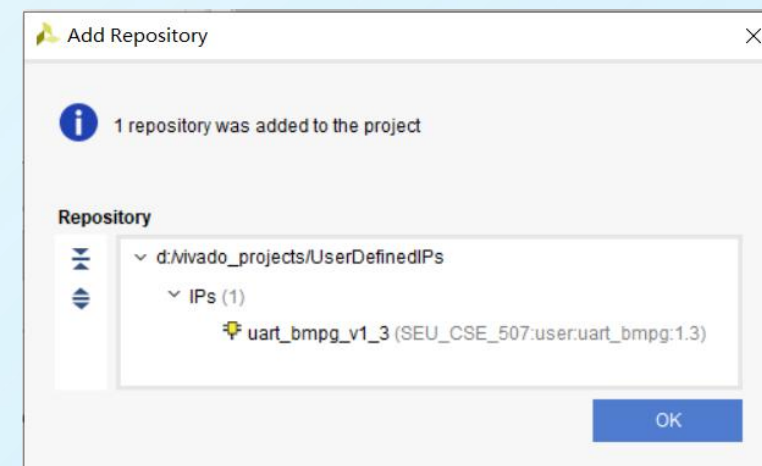 Add Repository
1 repository was added to the project
Repository
d:/vivado_projects/UserDefinedIPs
IPs (1)
uart_bmpg_v1_3 (SEU_CSE_507:user:uart_bmpg:1.3)
OK